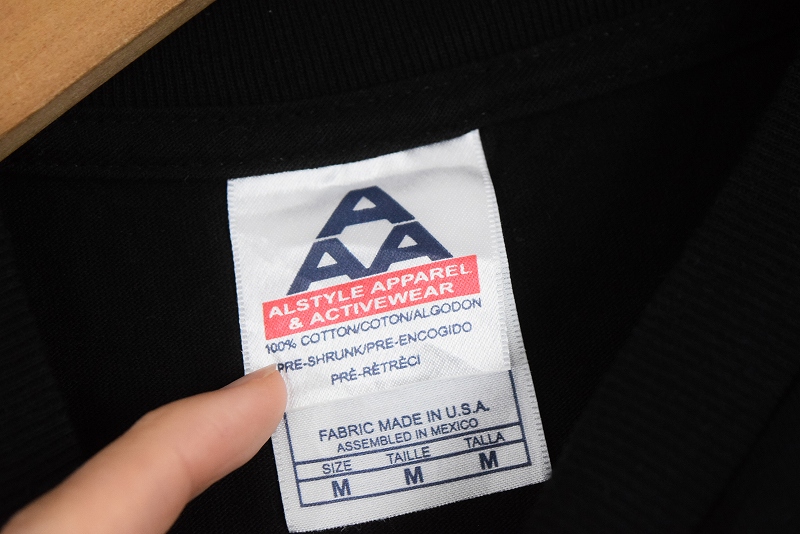 AAA
ALSTYLE APPAREL
& ACTIVEWEAR
100% COTTON/COTON/ALGODON
PRE-SHRUNK/PRE-ENCOGIDO
PRÉ-RÉTRÈCI
FABRIC MADE IN U.S.A.
ASSEMBLED IN MEXICO
SIZE TAILLE TALLA
M M M